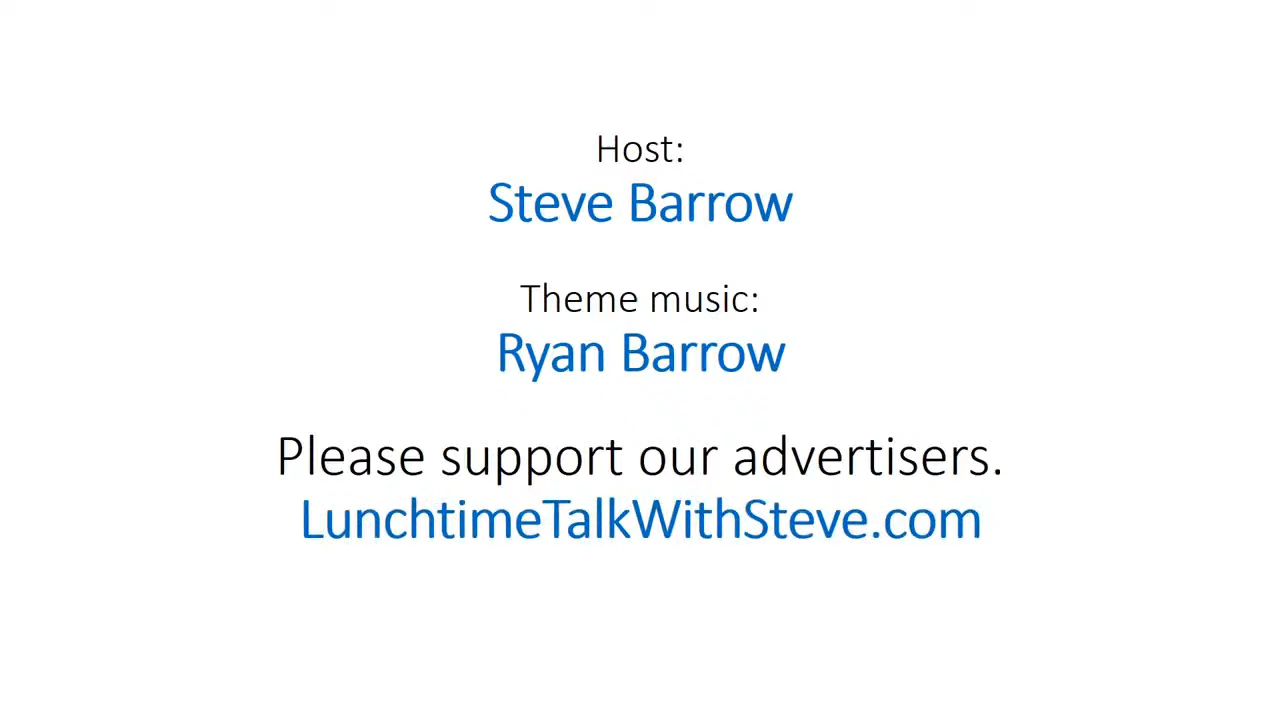 Host:
Steve Barrow
Theme music:
Ryan Barrow
Please support our advertisers.
LunchtimeTalkWithSteve.com